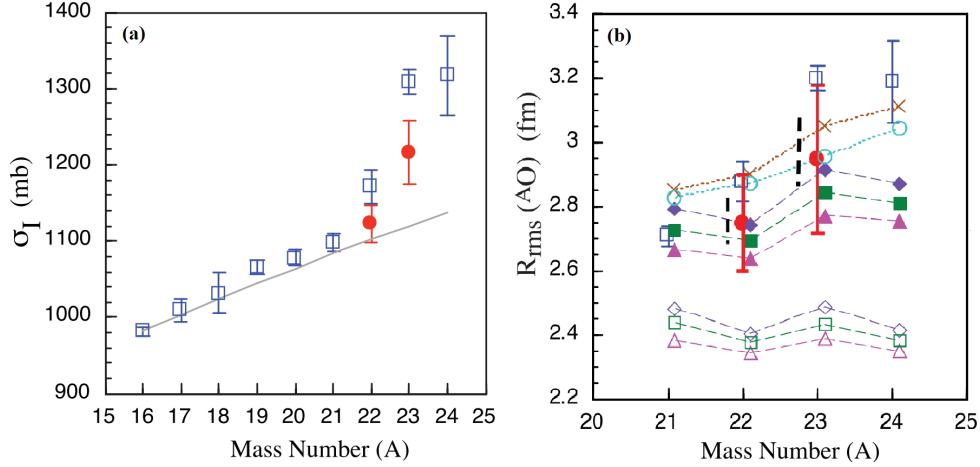 (a)
σI (mb)
1400
1300
1200
1100
1000
900
15 16 17 18 19 20 21 22 23 24 25
Mass Number (A)
(b)
Rrms (ᴬO) (fm)
3.4
3.2
3
2.8
2.6
2.4
2.2
20 21 22 23 24 25
Mass Number (A)